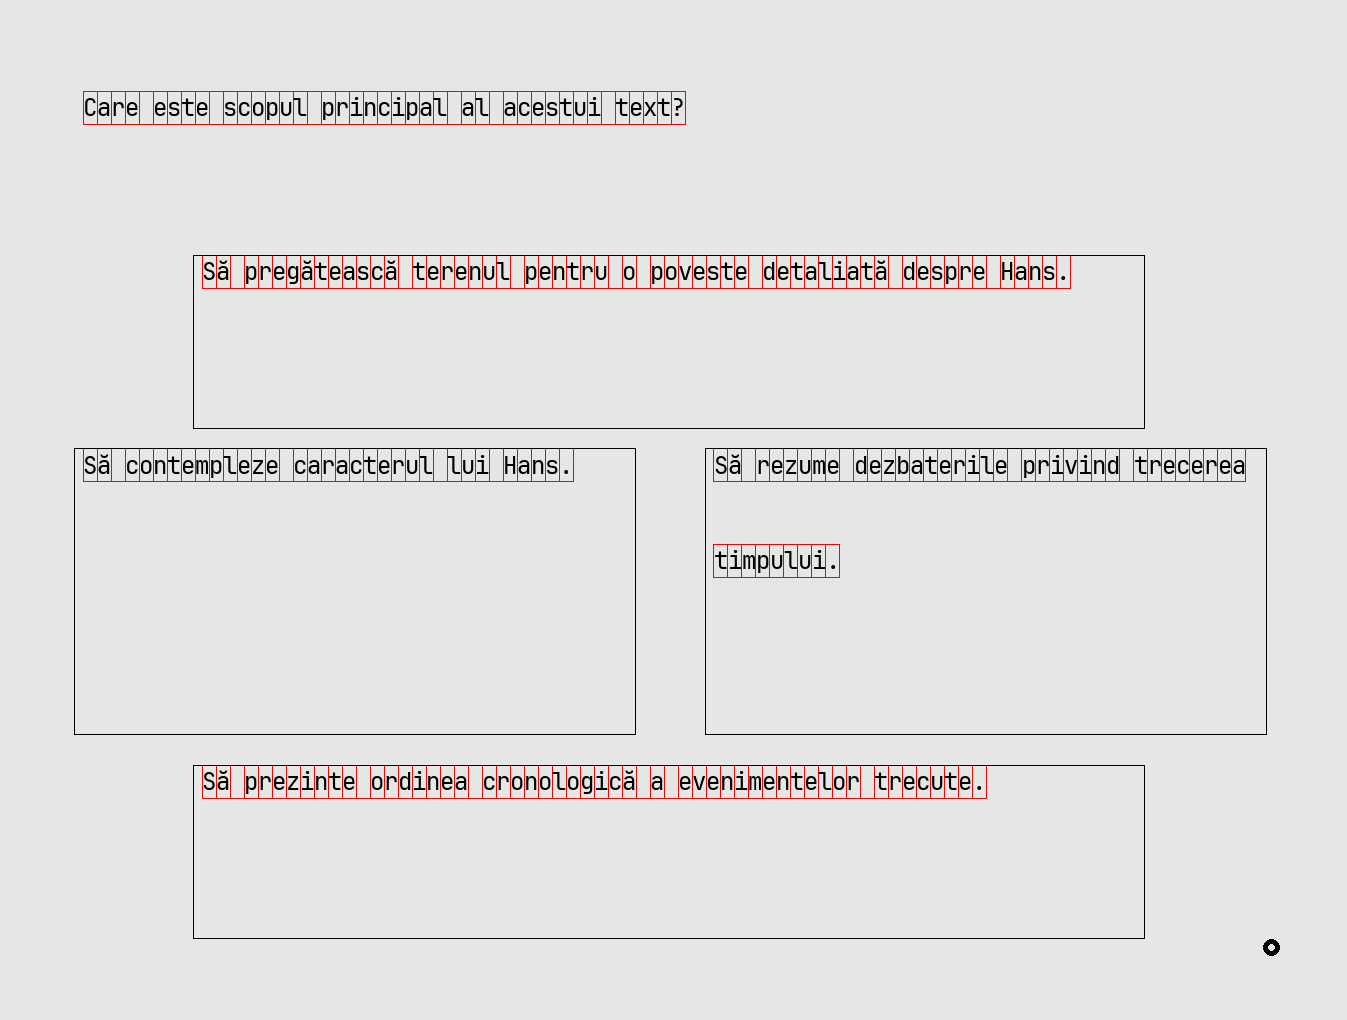 Care este scopul principal al acestui text?
Să pregătească terenul pentru o poveste detaliată despre Hans.
Să contempleze caracterul lui Hans.
Să rezume dezbaterile privind trecerea
timpului.
Să prezinte ordinea cronologică a evenimentelor trecute.